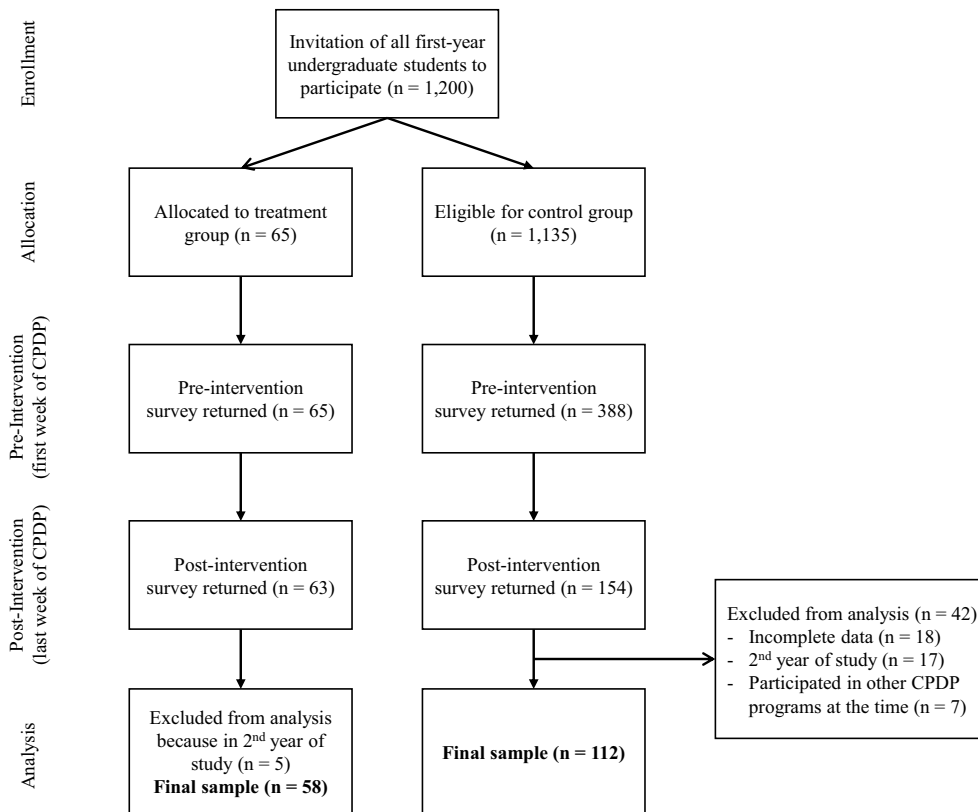 Enrollment
Invitation of all first-year
undergraduate students to
participate (n = 1,200)
Allocation
Allocated to treatment
group (n = 65)
Eligible for control group
(n = 1,135)
Pre-Intervention
(first week of CPDP)
Pre-intervention
survey returned (n = 65)
Pre-intervention
survey returned (n = 388)
Post-Intervention
(last week of CPDP)
Post-intervention
survey returned (n = 63)
Post-intervention
survey returned (n = 154)
Excluded from analysis (n = 42)
- Incomplete data (n = 18)
- 2nd year of study (n = 17)
- Participated in other CPDP
programs at the time (n = 7)
Analysis
Excluded from analysis
because in 2nd year of
study (n = 5)
Final sample (n = 58)
Final sample (n = 112)